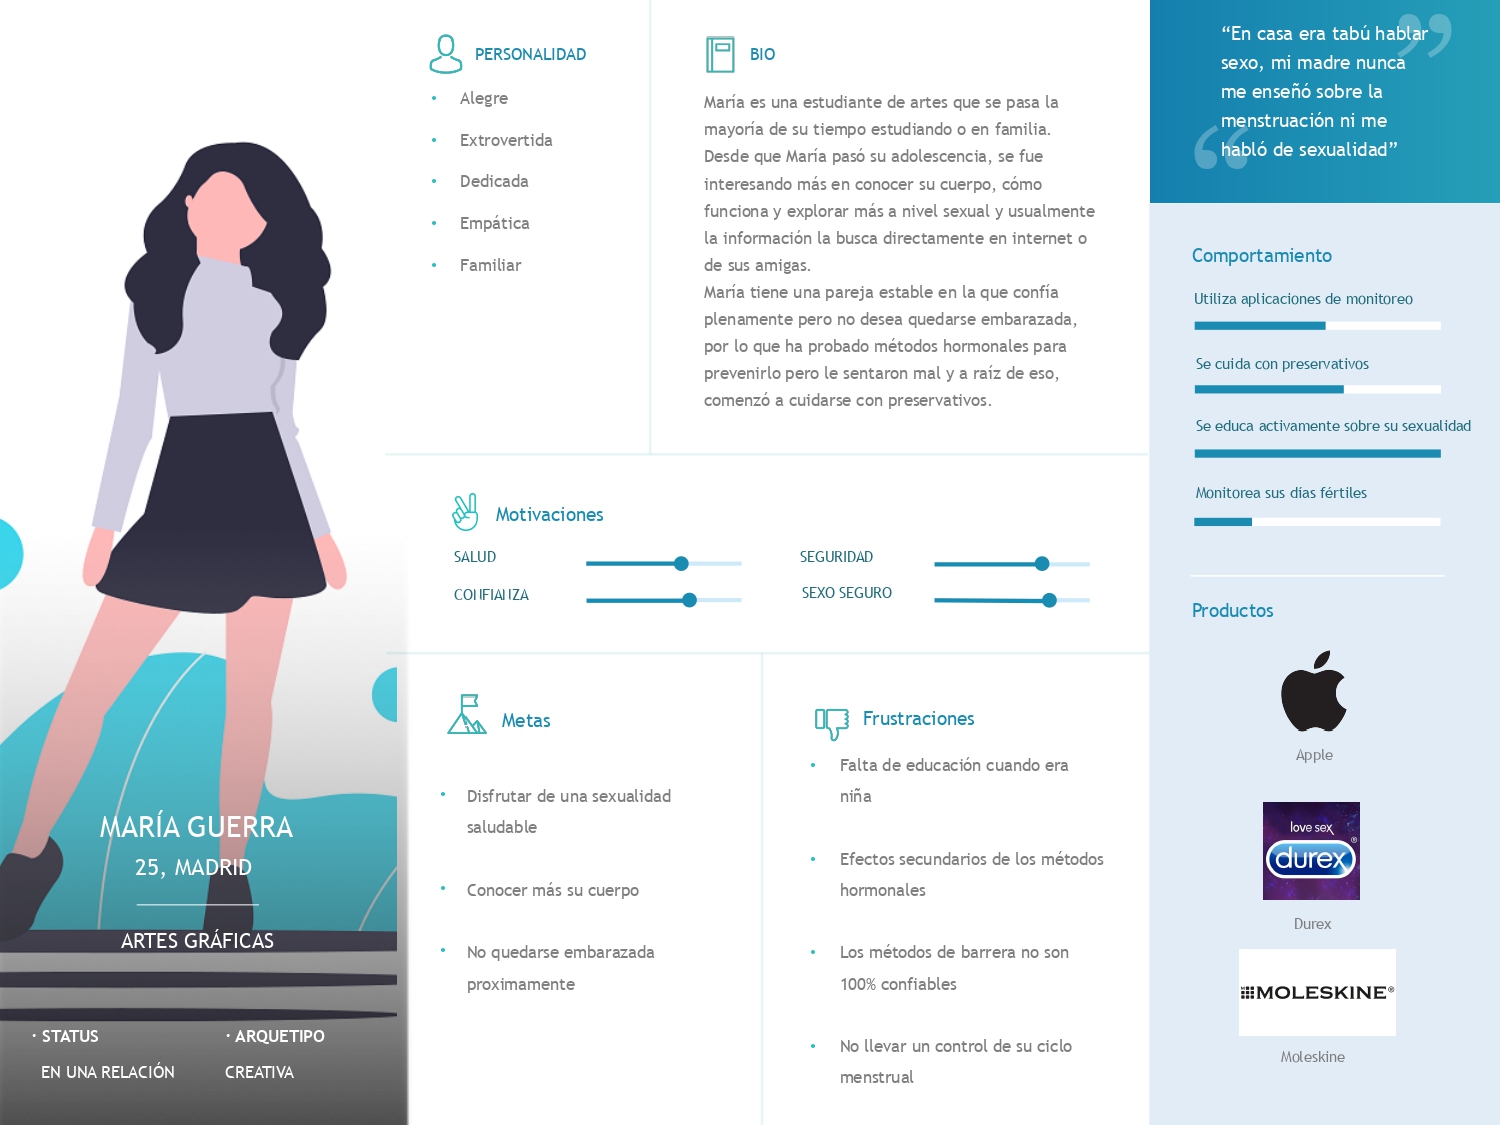 MARÍA GUERRA
25, MADRID
ARTES GRÁFICAS
· STATUS
EN UNA RELACIÓN
· ARQUETIPO
CREATIVA
PERSONALIDAD
• Alegre
• Extrovertida
• Dedicada
• Empática
• Familiar
BIO
María es una estudiante de artes que se pasa la
mayoría de su tiempo estudiando o en familia.
Desde que María pasó su adolescencia, se fue
interesando más en conocer su cuerpo, cómo
funciona y explorar más a nivel sexual y usualmente
la información la busca directamente en internet o
de sus amigas.
María tiene una pareja estable en la que confía
plenamente pero no desea quedarse embarazada,
por lo que ha probado métodos hormonales para
prevenirlo pero le sentaron mal y a raíz de eso,
comenzó a cuidarse con preservativos.
Motivaciones
SALUD
CONFIANZA
SEGURIDAD
SEXO SEGURO
Metas
• Disfrutar de una sexualidad
saludable
• Conocer más su cuerpo
• No quedarse embarazada
proximamente
Frustraciones
• Falta de educación cuando era
niña
• Efectos secundarios de los métodos
hormonales
• Los métodos de barrera no son
100% confiables
• No llevar un control de su ciclo
menstrual
“En casa era tabú hablar
sexo, mi madre nunca
me enseñó sobre la
menstruación ni me
habló de sexualidad”
Comportamiento
Utiliza aplicaciones de monitoreo
Se cuida con preservativos
Se educa activamente sobre su sexualidad
Monitorea sus días fértiles
Productos
Apple
love sex
durex®
Durex
MOLESKINE®
Moleskine